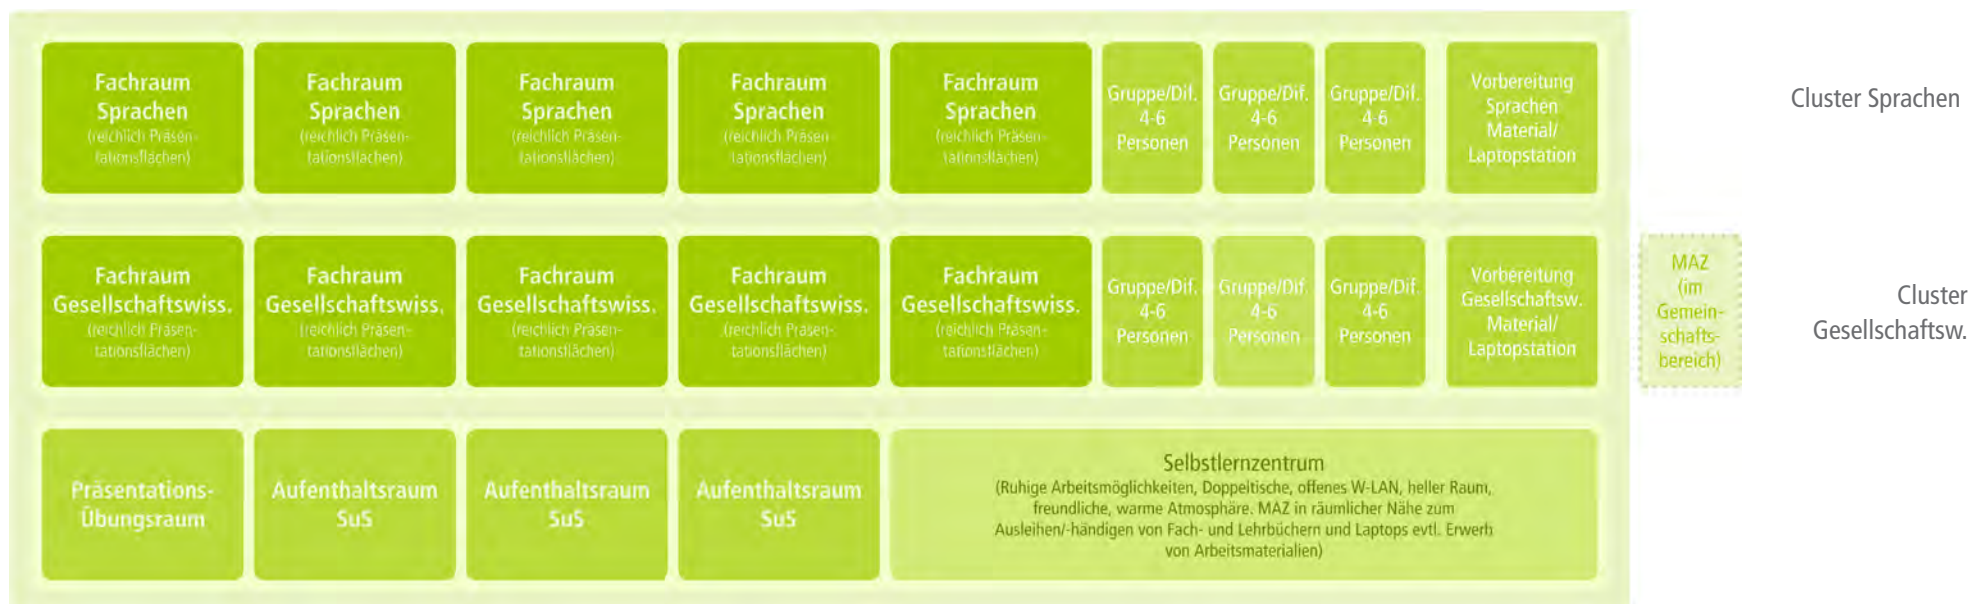 Fachraum
Sprachen
(reichlich Präsen-
tationsflächen)
Fachraum
Sprachen
(reichlich Präsen-
tationsflächen)
Fachraum
Sprachen
(reichlich Präsen-
tationsflächen)
Fachraum
Sprachen
(reichlich Präsen-
tationsflächen)
Fachraum
Sprachen
(reichlich Präsen-
tationsflächen)
Gruppe/Dif.
4-6
Personen
Gruppe/Dif.
4-6
Personen
Gruppe/Dif.
4-6
Personen
Vorbereitung
Sprachen
Material/
Laptopstation
Cluster Sprachen
Fachraum
Gesellschaftswiss.
(reichlich Präsen-
tationsflächen)
Fachraum
Gesellschaftswiss.
(reichlich Präsen-
tationsflächen)
Fachraum
Gesellschaftswiss.
(reichlich Präsen-
tationsflächen)
Fachraum
Gesellschaftswiss.
(reichlich Präsen-
tationsflächen)
Fachraum
Gesellschaftswiss.
(reichlich Präsen-
tationsflächen)
Gruppe/Dif.
4-6
Personen
Gruppe/Dif.
4-6
Personen
Gruppe/Dif.
4-6
Personen
Vorbereitung
Gesellschaftsw.
Material/
Laptopstation
MAZ
(im
Gemein-
schafts-
bereich)
Cluster
Gesellschaftsw.
Präsentations-
Übungsraum
Aufenthaltsraum
SuS
Aufenthaltsraum
SuS
Aufenthaltsraum
SuS
Selbstlernzentrum
(Ruhige Arbeitsmöglichkeiten, Doppeltische, offenes W-LAN, heller Raum,
freundliche, warme Atmosphäre. MAZ in räumlicher Nähe zum
Ausleihen/-händigen von Fach- und Lehrbüchern und Laptops evtl. Erwerb
von Arbeitsmaterialien)